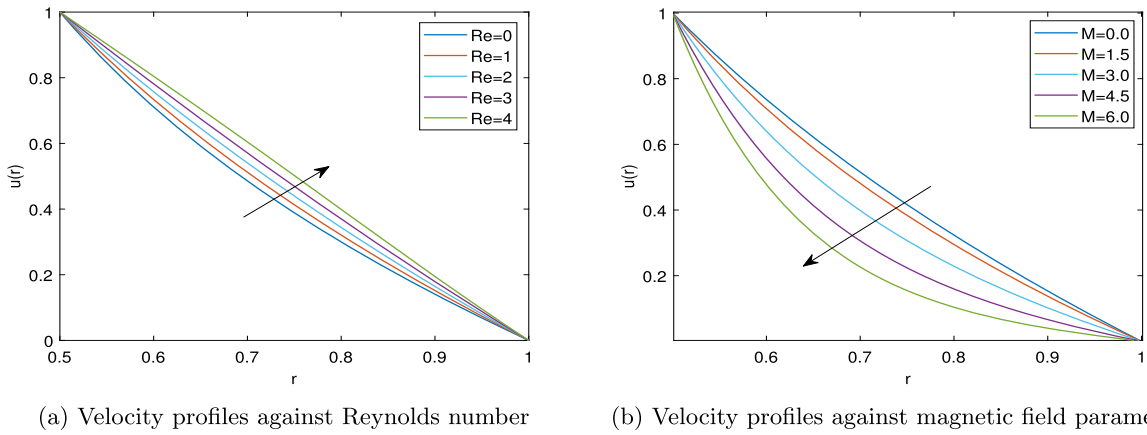 1
0.8
0.6
0.4
0.2
0
u(r)
0.5
0.6
0.7
0.8
0.9
1
r
Re=0
Re=1
Re=2
Re=3
Re=4
(a) Velocity profiles against Reynolds number
1
0.8
0.6
0.4
0.2
u(r)
0.6
0.7
0.8
0.9
1
r
M=0.0
M=1.5
M=3.0
M=4.5
M=6.0
(b) Velocity profiles against magnetic field parame